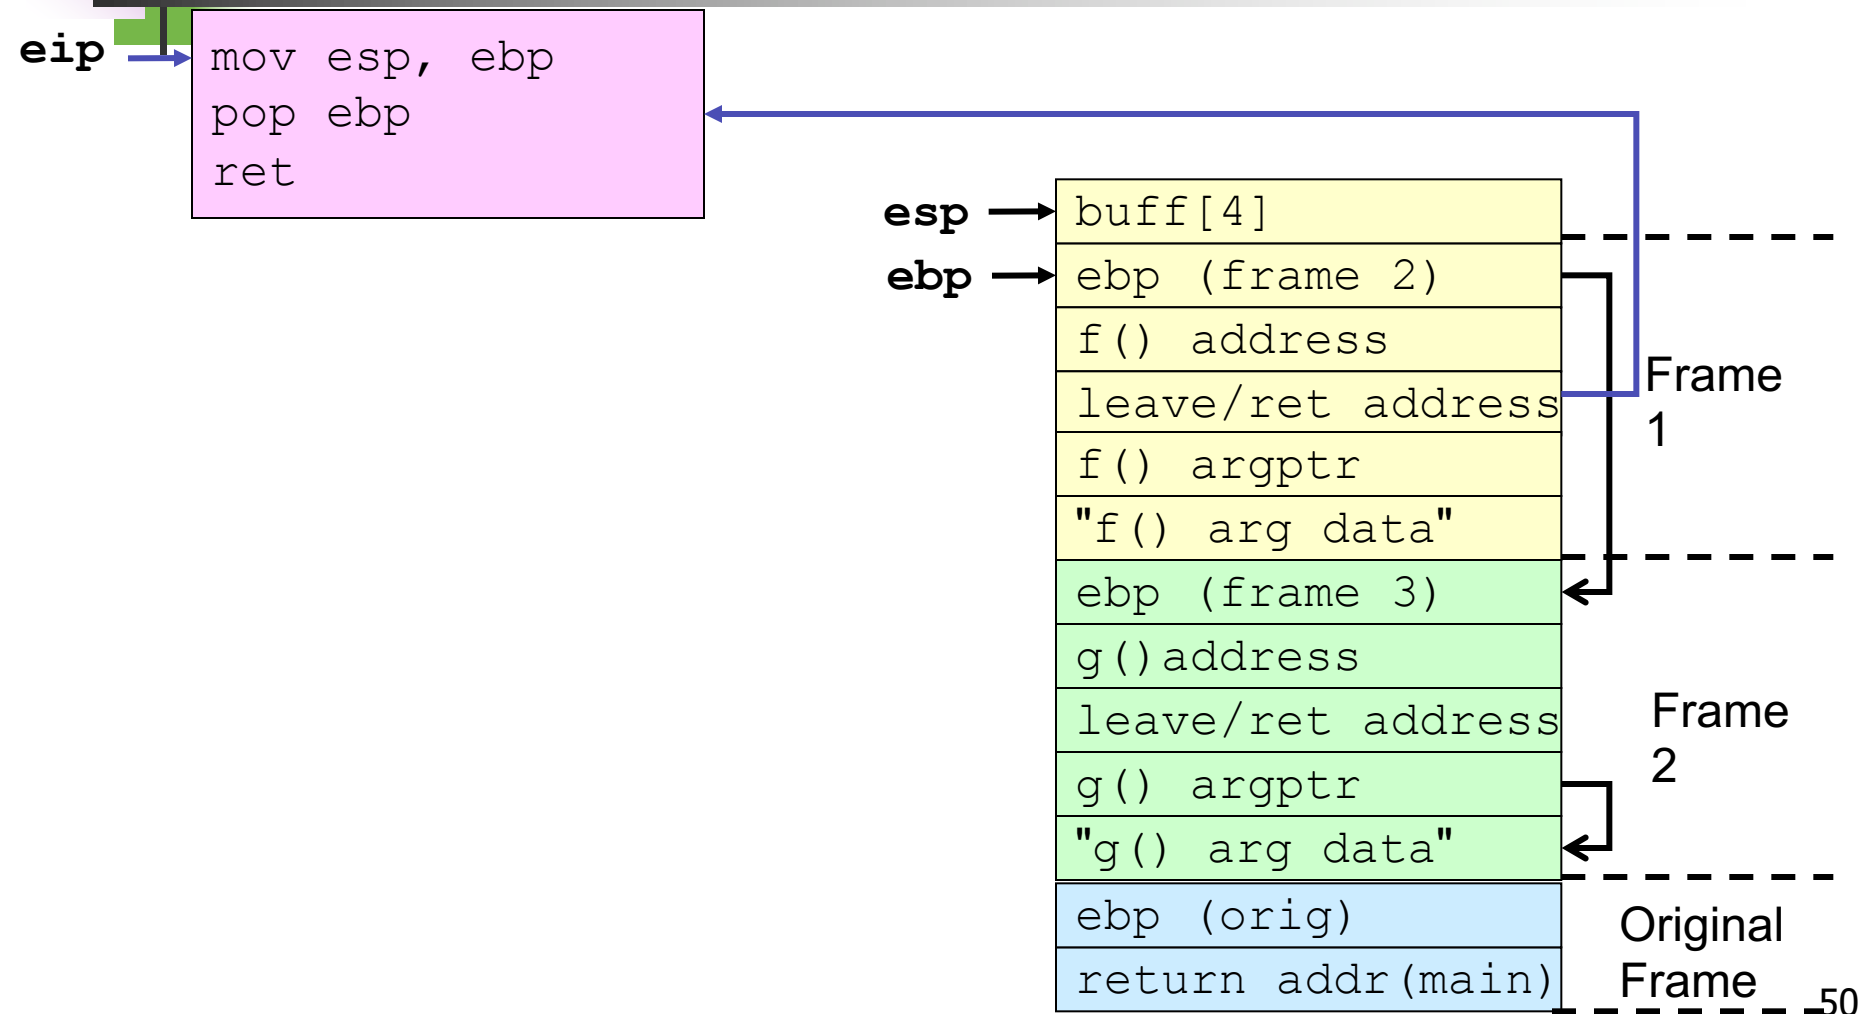 eip
mov esp, ebp
pop ebp
ret
esp
buff[4]
ebp
ebp (frame 2)
f() address
leave/ret address
f() argptr
"f() arg data"
Frame
1
ebp (frame 3)
g()address
leave/ret address
g() argptr
"g() arg data"
Frame
2
ebp (orig)
return addr(main)
Original
Frame
50